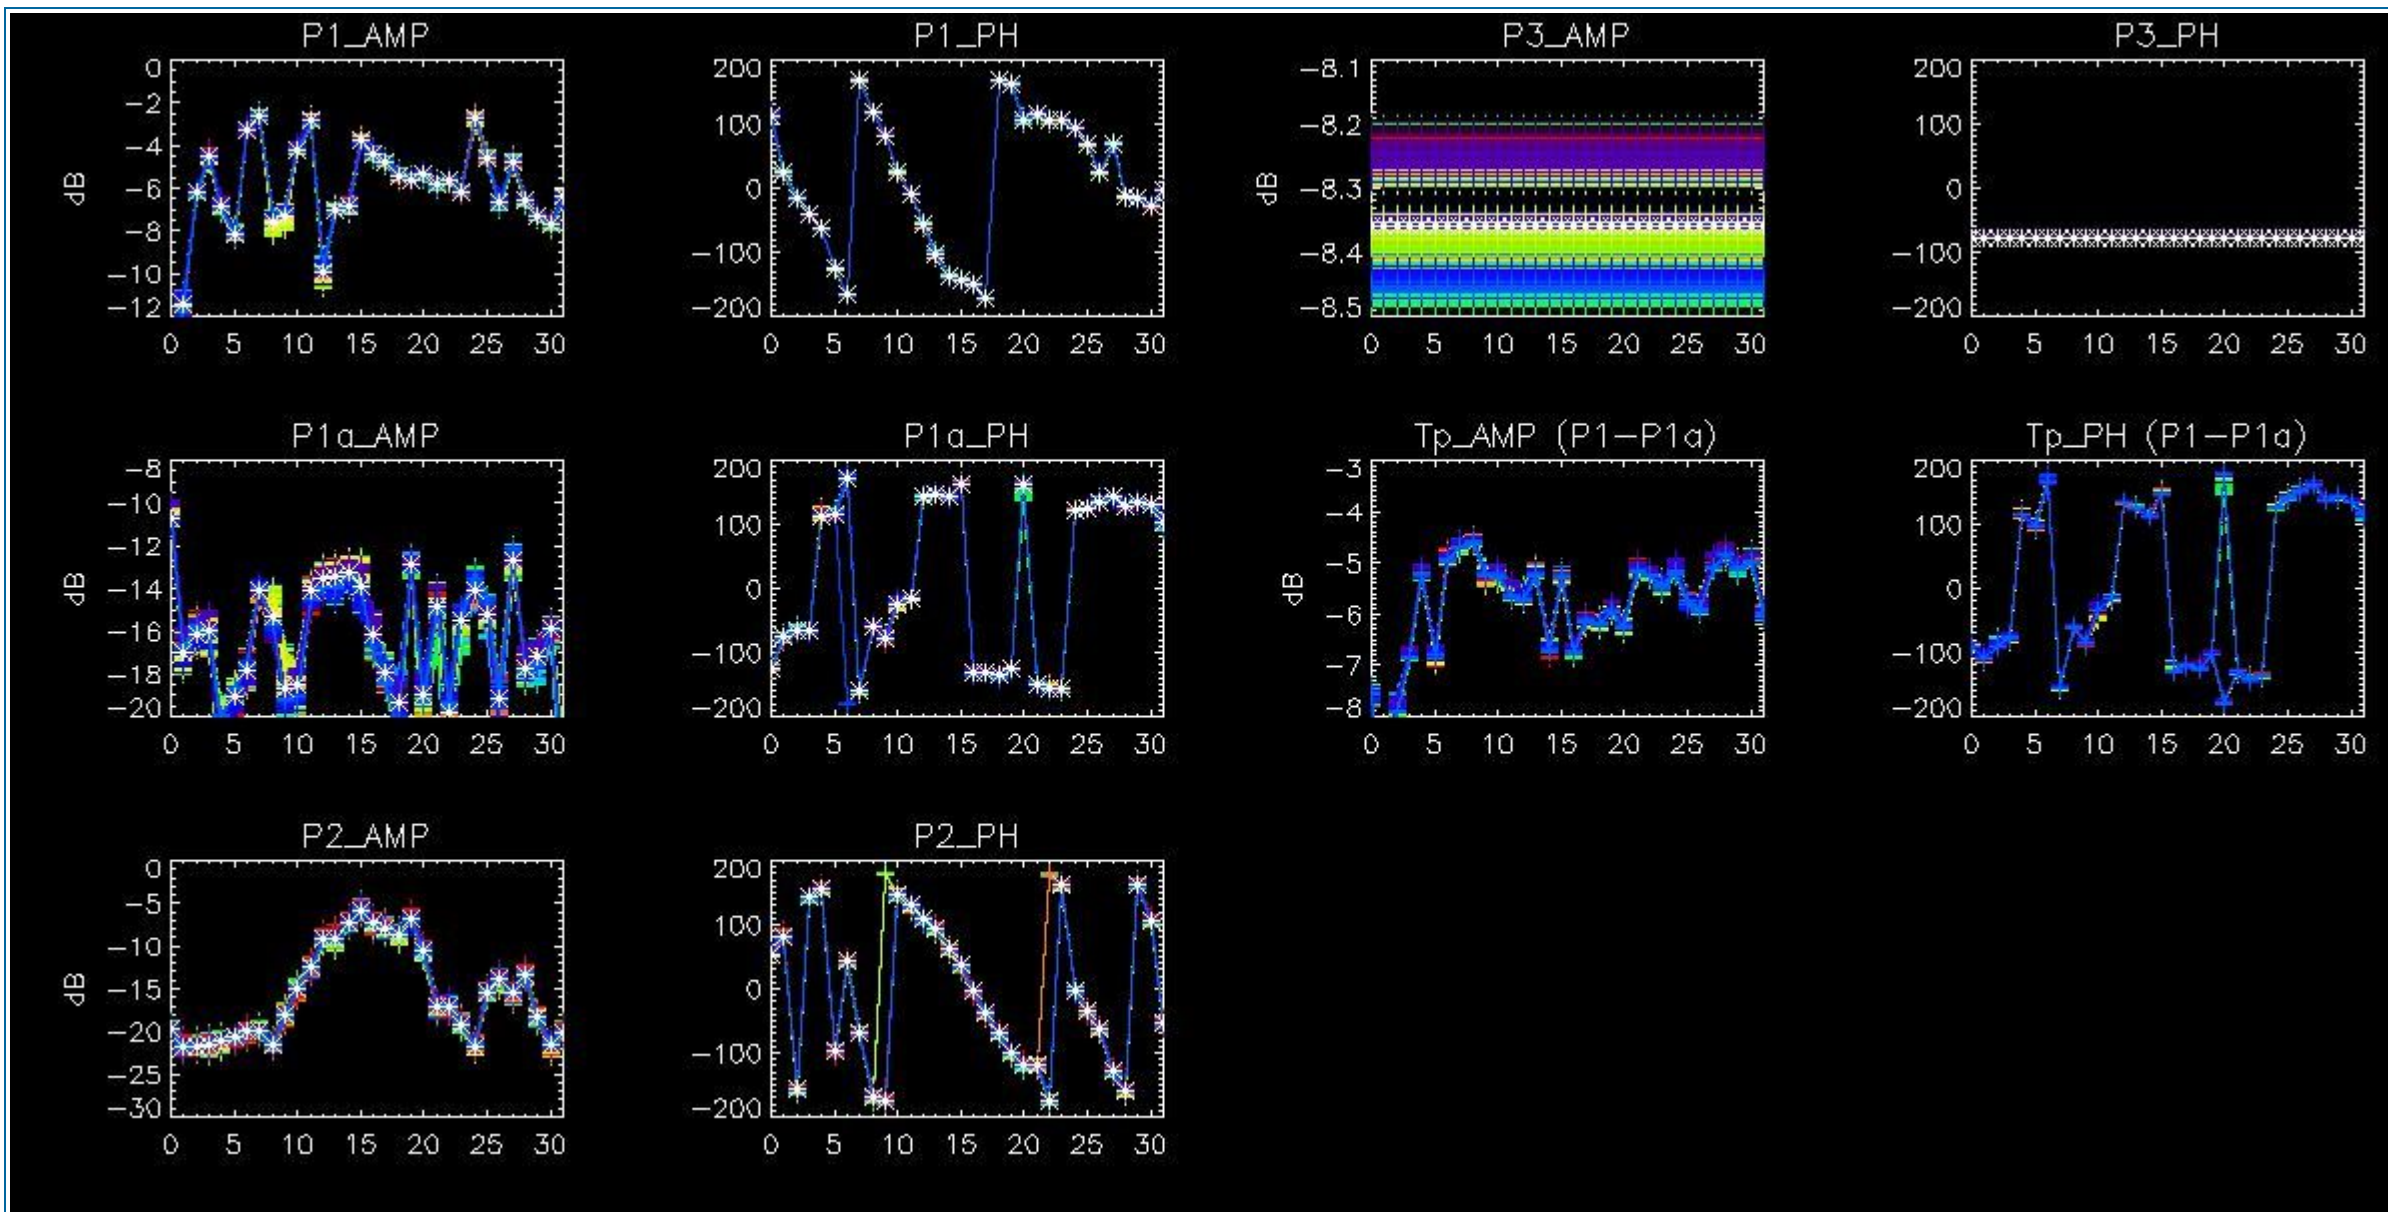 P1_AMP
dB
0
−2
−4
−6
−8
−10
−12
0 5 10 15 20 25 30
P1_PH
200
100
0
−100
−200
0 5 10 15 20 25 30
P3_AMP
dB
−8.1
−8.2
−8.3
−8.4
−8.5
0 5 10 15 20 25 30
P3_PH
200
100
0
−100
−200
0 5 10 15 20 25 30
P1a_AMP
dB
−8
−10
−12
−14
−16
−18
−20
0 5 10 15 20 25 30
P1a_PH
200
100
0
−100
−200
0 5 10 15 20 25 30
Tp_AMP (P1−P1a)
dB
−3
−4
−5
−6
−7
−8
0 5 10 15 20 25 30
Tp_PH (P1−P1a)
200
100
0
−100
−200
0 5 10 15 20 25 30
P2_AMP
dB
0
−5
−10
−15
−20
−25
−30
0 5 10 15 20 25 30
P2_PH
200
100
0
−100
−200
0 5 10 15 20 25 30